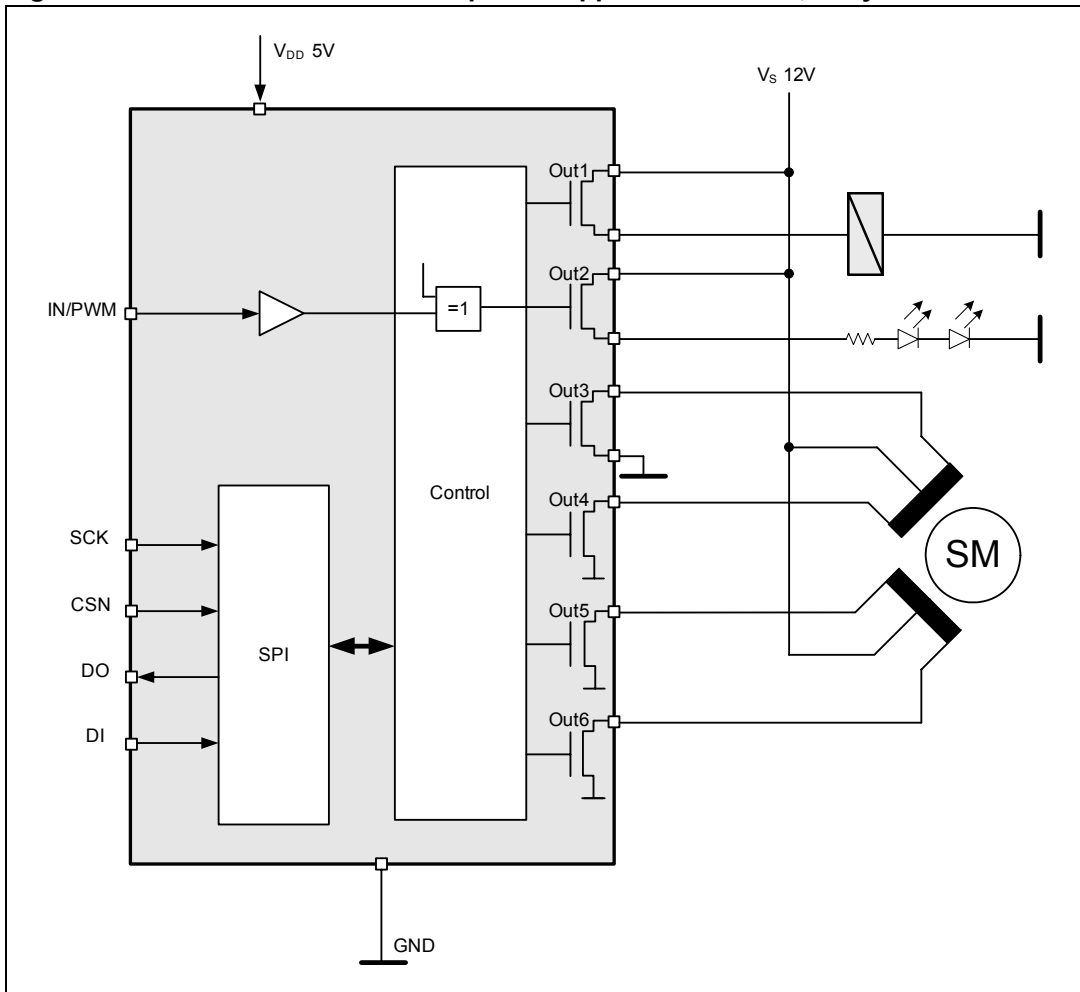 V_DD 5V
V_S 12V
Out1
Out2
IN/PWM
=1
Out3
Control
Out4
SCK
SM
CSN
Out5
SPI
DO
DI
Out6
GND